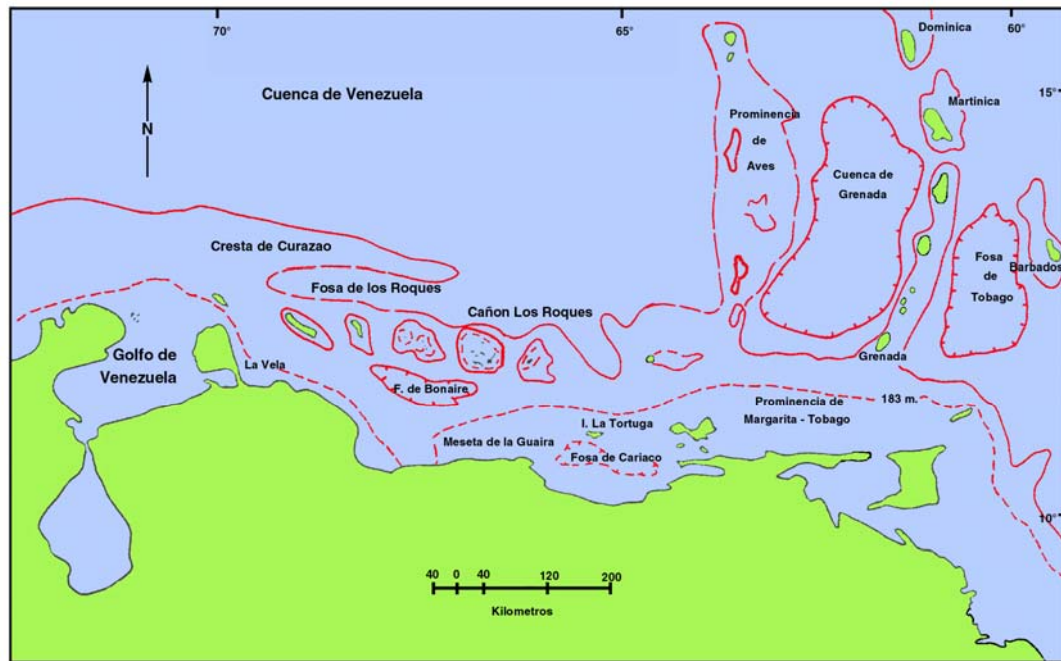 70°
65°
60°
Dominica
Cuenca de Venezuela
15°
Martinica
N
Prominencia
de
Aves
Cuenca de
Grenada
Cresta de Curazao
Fosa
de
Tobago
Barbados
Fosa de los Roques
Cañon Los Roques
Golfo de
Venezuela
La Vela
Grenada
F. de Bonaire
183 m.
Prominencia de
Margarita - Tobago
I. La Tortuga
Meseta de la Guaira
Fosa de Cariaco
10°
40 0 40 120 200
Kilometros